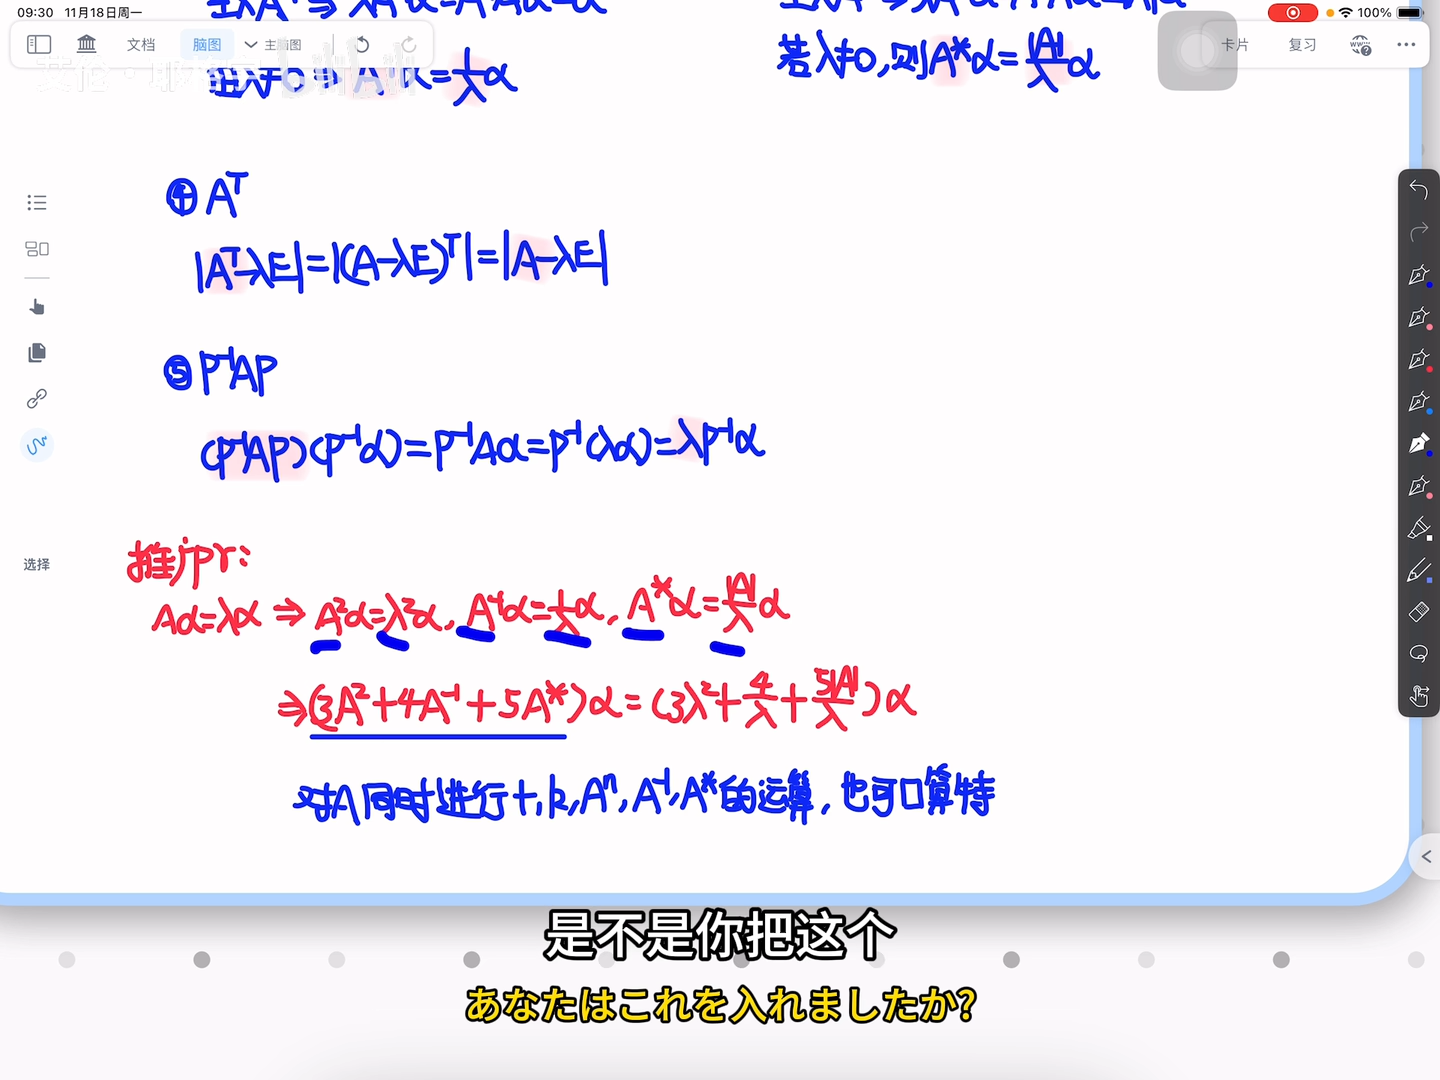 09:30 11月18日周一
100%
文档 脑图 主脑图
卡片 复习
若λ≠0,则A*α=|A|/λ α
④ Aᵀ
|Aᵀ-λE|=|(A-λE)ᵀ|=|A-λE|
⑤ P⁻¹AP
(P⁻¹AP)(P⁻¹α)=P⁻¹Aα=P⁻¹(λα)=λP⁻¹α
选择
Aα=λα ⇒ A²α=λ²α, A⁻¹α=1/λ α, A*α=|A|/λ α
⇒(3A²+4A⁻¹+5A*)α=(3λ²+4/λ+5|A|/λ)α
对A同时进行+,k,Aⁿ,A⁻¹,A*的运算,也可口算特
是不是你把这个
あなたはこれを入れましたか?